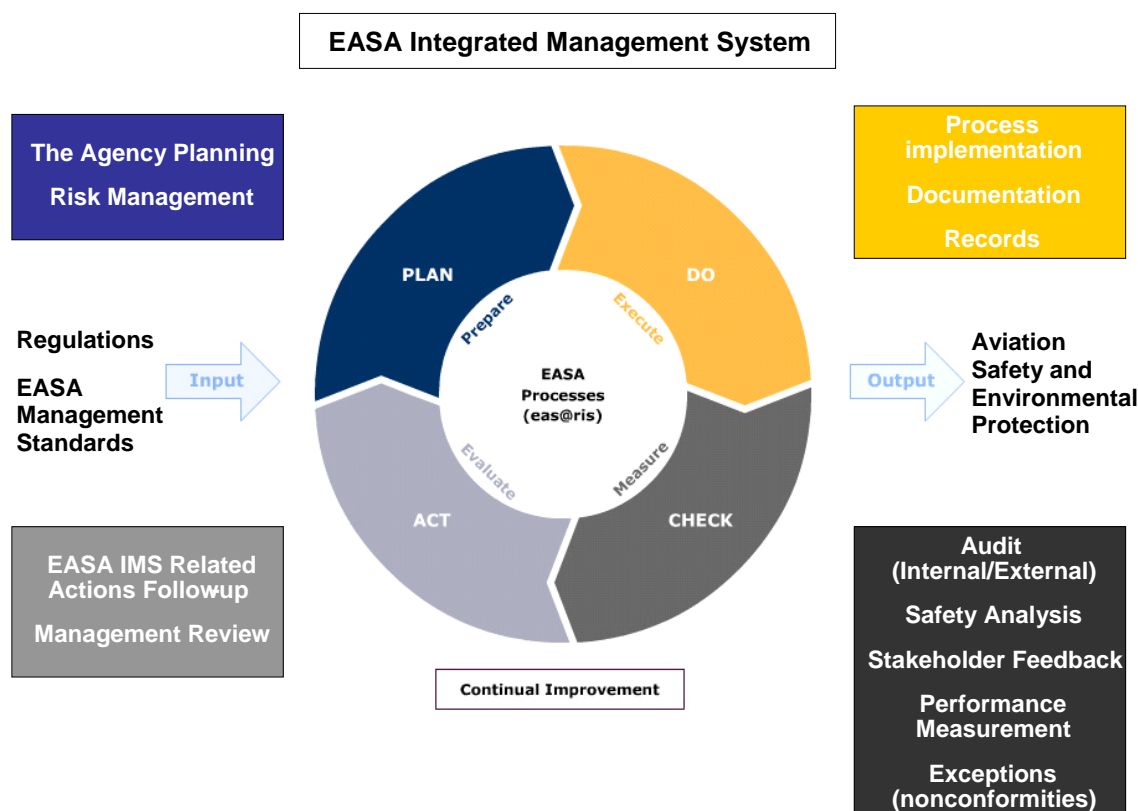 EASA Integrated Management System
The Agency Planning
Risk Management
Process
implementation
Documentation
Records
PLAN
DO
Prepare
Execute
Regulations
EASA
Management
Standards
Input
EASA
Processes
(eas@ris)
Output
Aviation
Safety and
Environmental
Protection
Evaluate
Measure
ACT
CHECK
EASA IMS Related
Actions Follow-up
Management Review
Audit
(Internal/External)
Safety Analysis
Stakeholder Feedback
Performance
Measurement
Exceptions
(nonconformities)
Continual Improvement